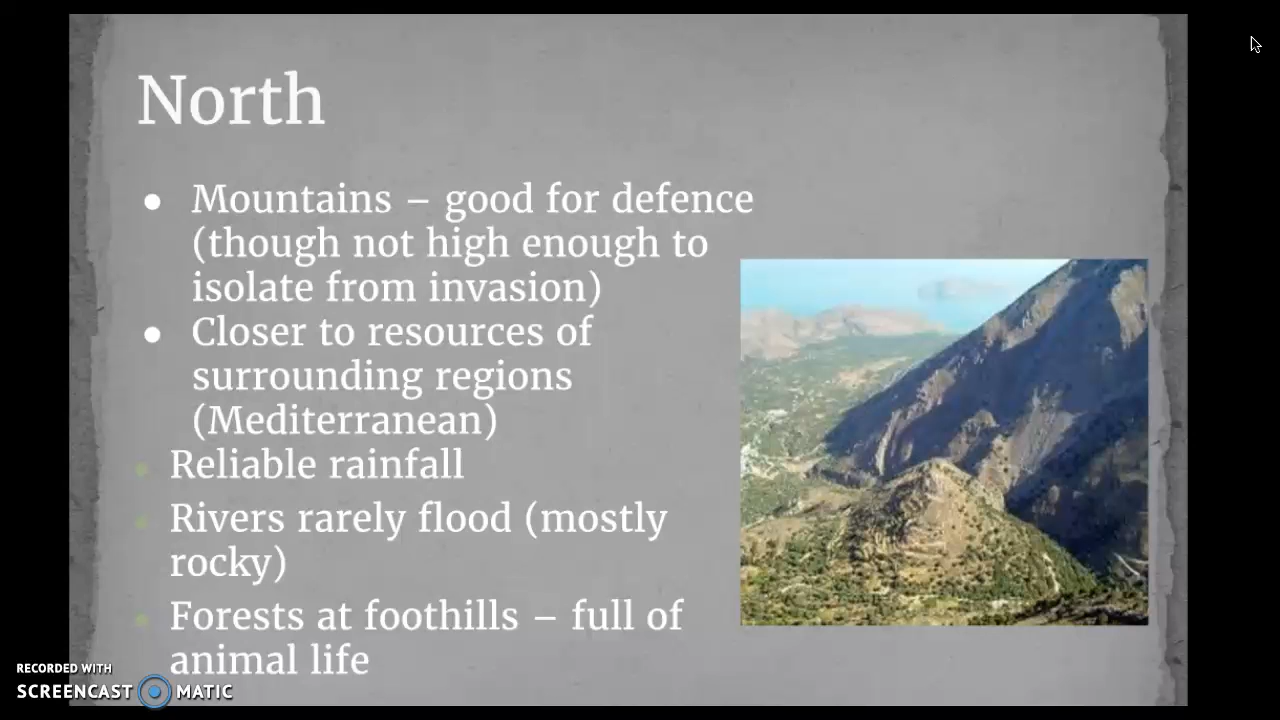 North
● Mountains – good for defence
(though not high enough to
isolate from invasion)
● Closer to resources of
surrounding regions
(Mediterranean)
• Reliable rainfall
• Rivers rarely flood (mostly
rocky)
• Forests at foothills – full of
animal life
RECORDED WITH
SCREENCAST MATIC